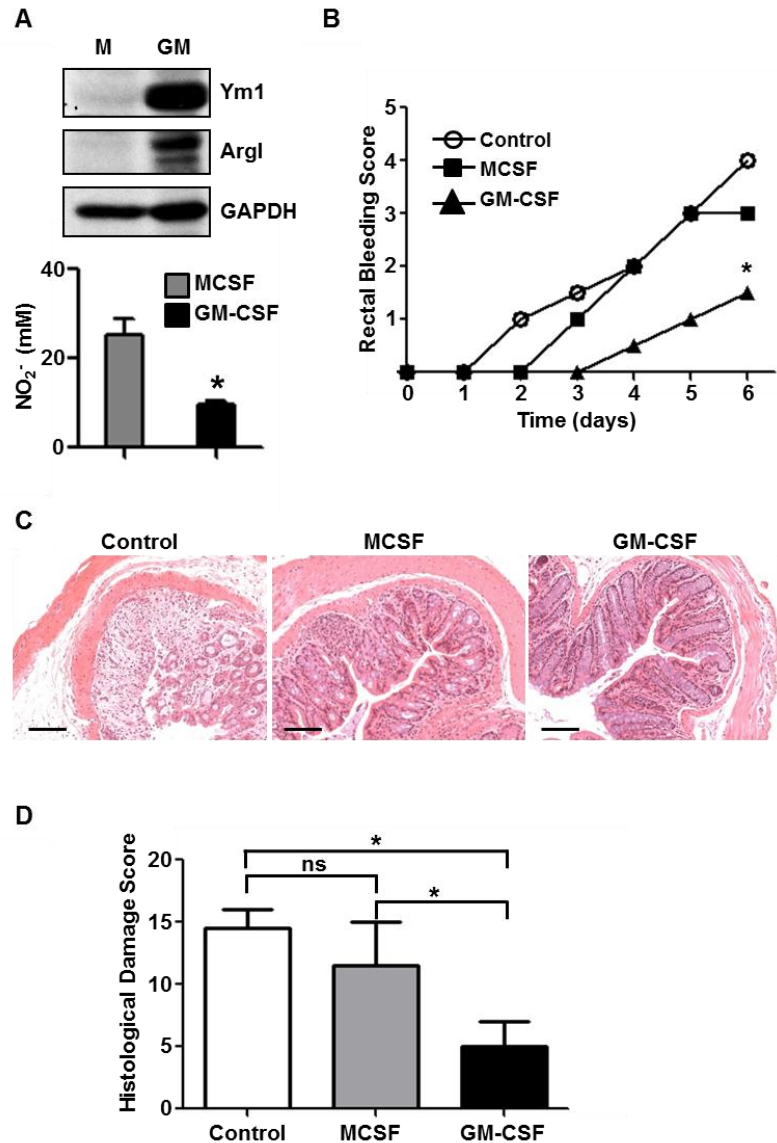 A
M GM
Ym1
ArgI
GAPDH
40
20
0
NO2- (mM)
MCSF
GM-CSF
*
B
5
4
3
2
1
Rectal Bleeding Score
Control
MCSF
GM-CSF
*
0 1 2 3 4 5 6
Time (days)
C
Control MCSF GM-CSF
D
20
15
10
5
0
Histological Damage Score
*
ns
*
Control MCSF GM-CSF